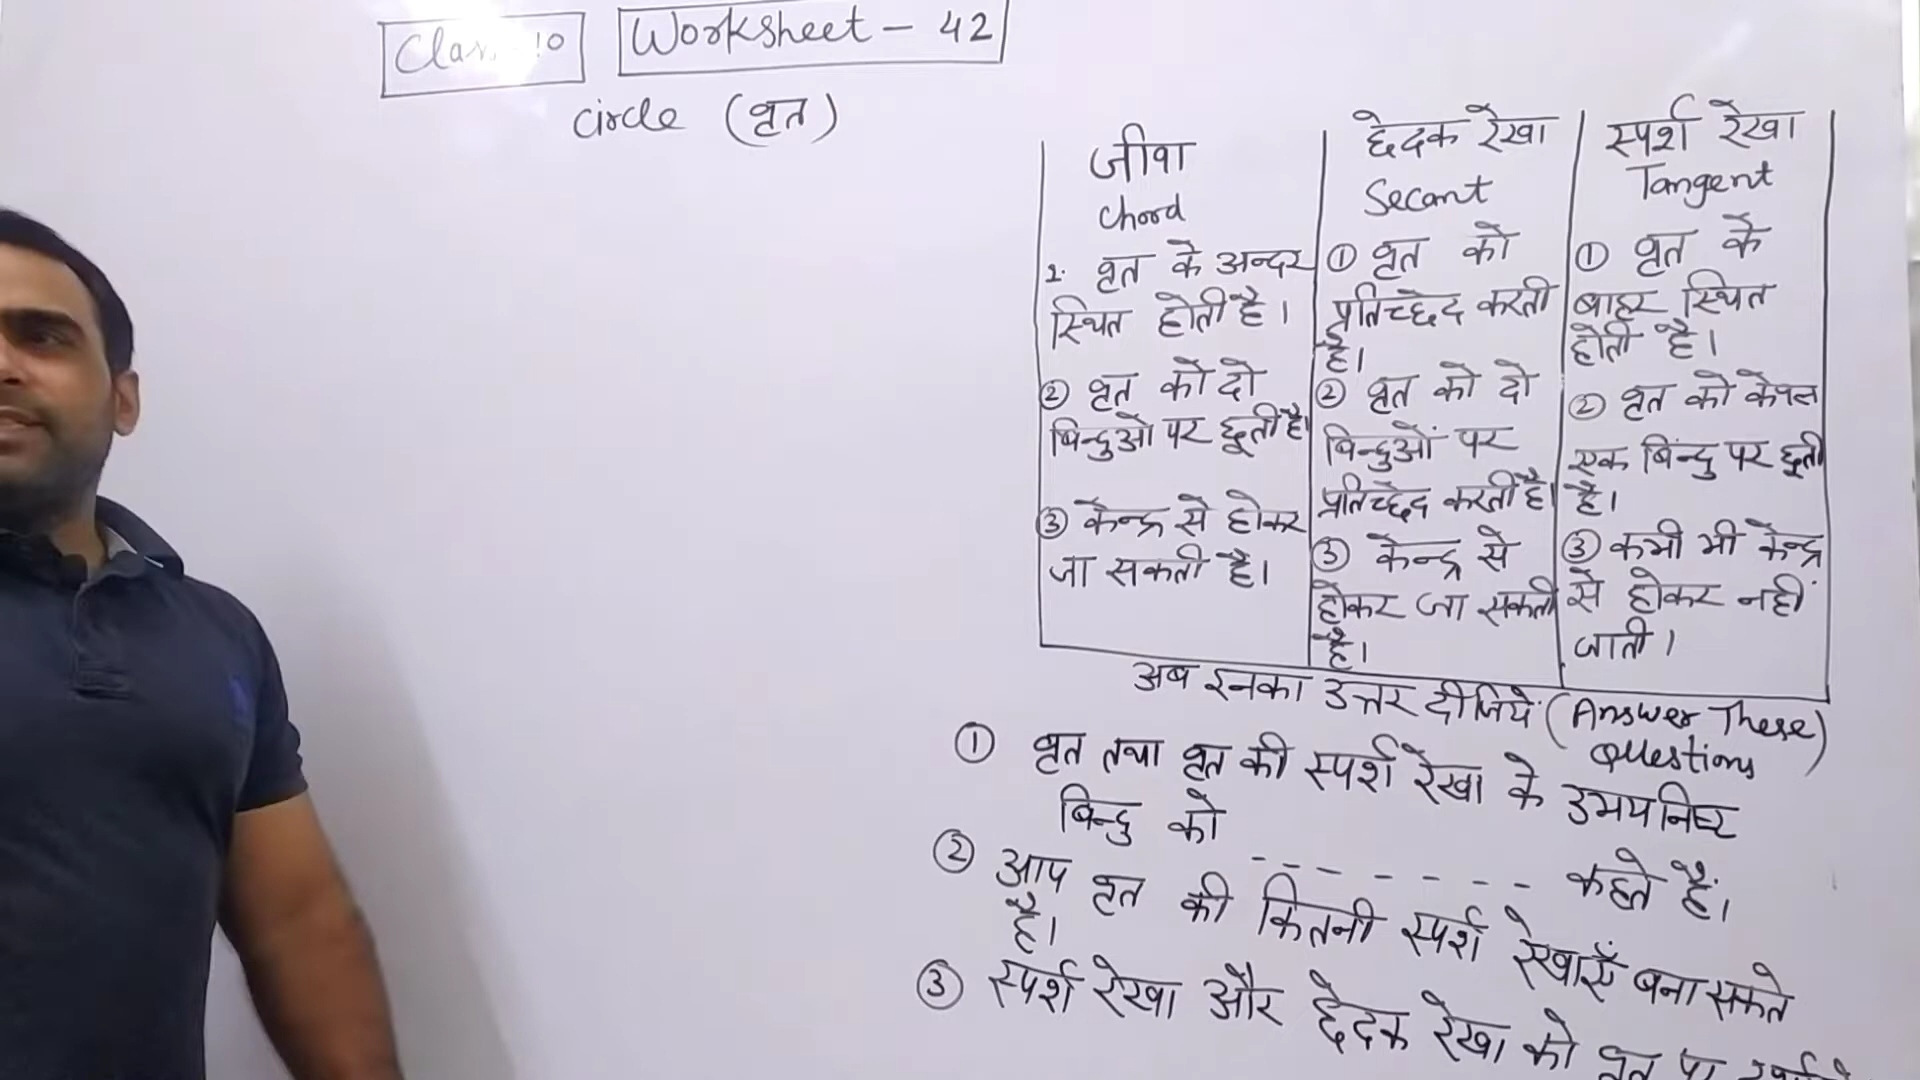 Class 10
Worksheet - 42
circle (वृत)
जीवा
Chord
1. वृत के अन्दर
स्थित होती है।
② वृत को दो
बिन्दुओं पर छूती है।
③ केन्द्र से होकर
जा सकती है।
छेदक रेखा
Secant
① वृत को
प्रतिच्छेद करती
है।
② वृत को दो
बिन्दुओं पर
प्रतिच्छेद करती है।
③ केन्द्र से
होकर जा सकती
है।
स्पर्श रेखा
Tangent
① वृत के
बाहर स्थित
होती है।
② वृत को केवल
एक बिन्दु पर छूती
है।
③ कभी भी केन्द्र
से होकर नहीं
जाती।
अब इनका उत्तर दीजिये (Answer These)
Questions
① वृत तथा वृत की स्पर्श रेखा के उभयनिष्ट
बिन्दु को - - - - - - - - कहते हैं।
② आप वृत की कितनी स्पर्श रेखाएँ बना सकते
है।
③ स्पर्श रेखा और छेदक रेखा को वृत पर